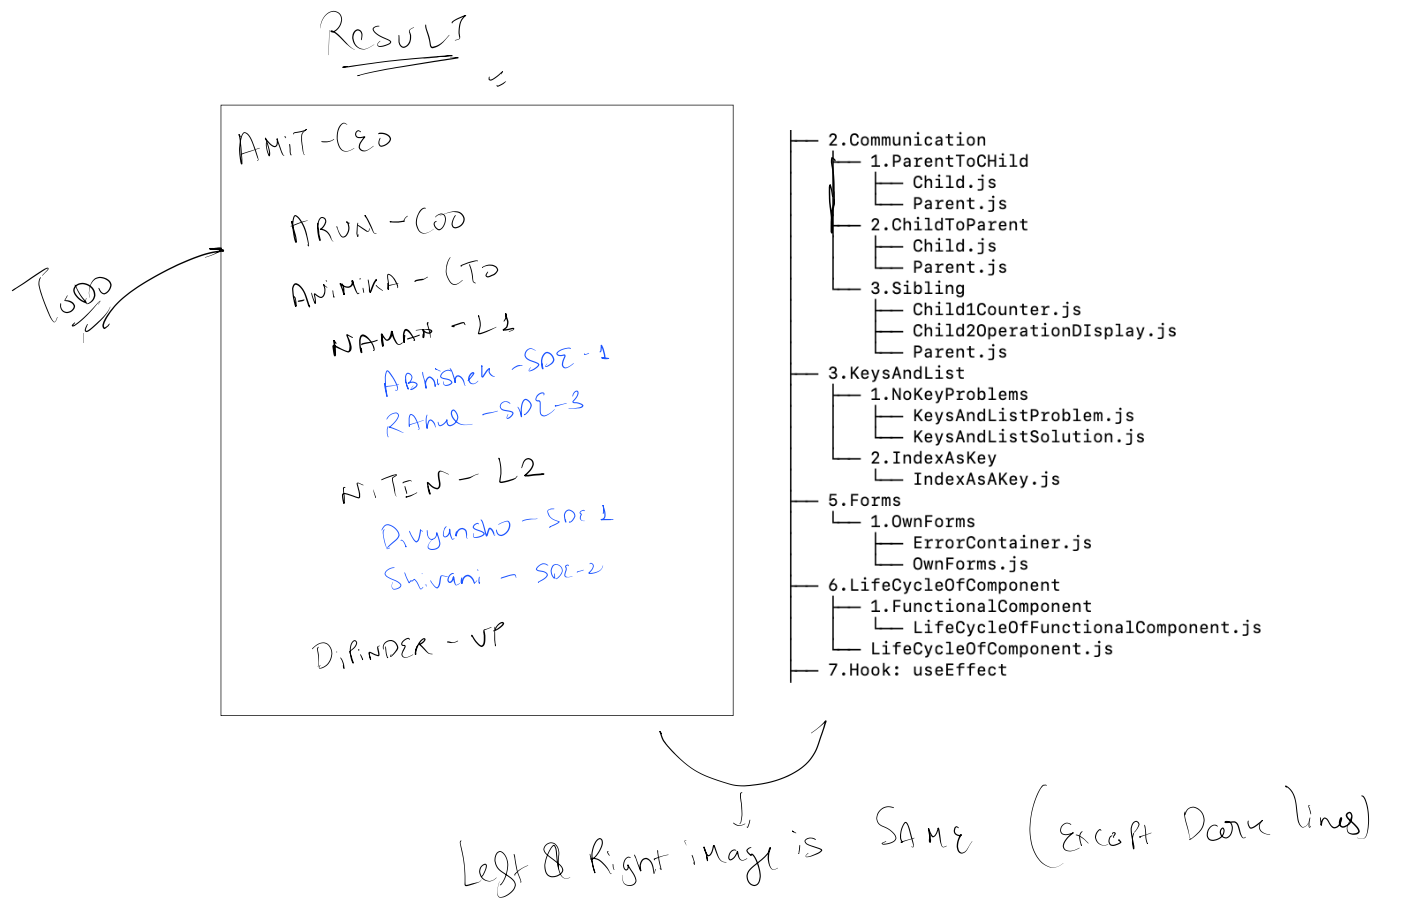 RESULT
AMIT - CEO
ARUN - COO
ANIMIKA - CTO
NAMAN - L1
ABhishek - SDE - 1
RAhul - SDE - 3
NITIN - L2
Divyanshu - SDE 1
Shivani - SDE - 2
DIPINDER - VP
TODO
2.Communication
1.ParentToCHild
Child.js
Parent.js
2.ChildToParent
Child.js
Parent.js
3.Sibling
Child1Counter.js
Child2OperationDIsplay.js
Parent.js
3.KeysAndList
1.NoKeyProblems
KeysAndListProblem.js
KeysAndListSolution.js
2.IndexAsKey
IndexAsAKey.js
5.Forms
1.OwnForms
ErrorContainer.js
OwnForms.js
6.LifeCycleOfComponent
1.FunctionalComponent
LifeCycleOfFunctionalComponent.js
LifeCycleOfComponent.js
7.Hook: useEffect
Left & Right image is SAME (Except Dark lines)